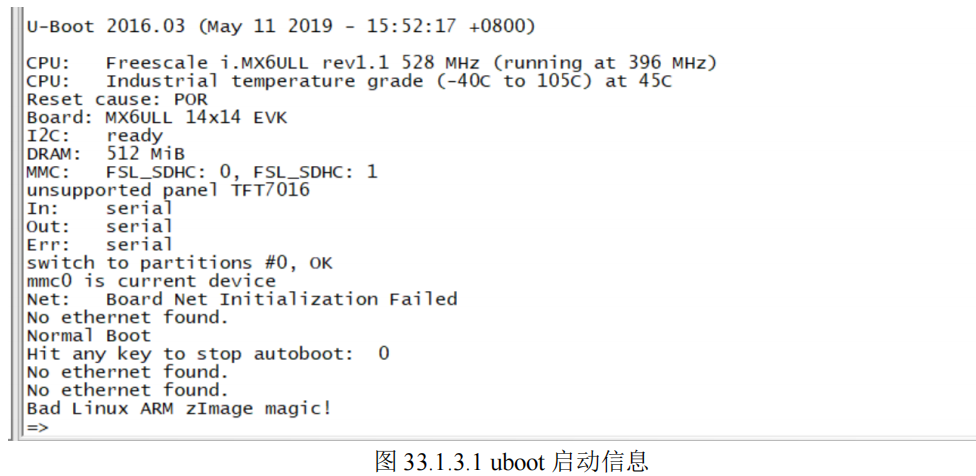 U-Boot 2016.03 (May 11 2019 - 15:52:17 +0800)
CPU: Freescale i.MX6ULL rev1.1 528 MHz (running at 396 MHz)
CPU: Industrial temperature grade (-40C to 105C) at 45C
Reset cause: POR
Board: MX6ULL 14x14 EVK
I2C: ready
DRAM: 512 MiB
MMC: FSL_SDHC: 0, FSL_SDHC: 1
unsupported panel TFT7016
In: serial
Out: serial
Err: serial
switch to partitions #0, OK
mmc0 is current device
Net: Board Net Initialization Failed
No ethernet found.
Normal Boot
Hit any key to stop autoboot: 0
No ethernet found.
No ethernet found.
Bad Linux ARM zImage magic!
=>
图 33.1.3.1 uboot 启动信息